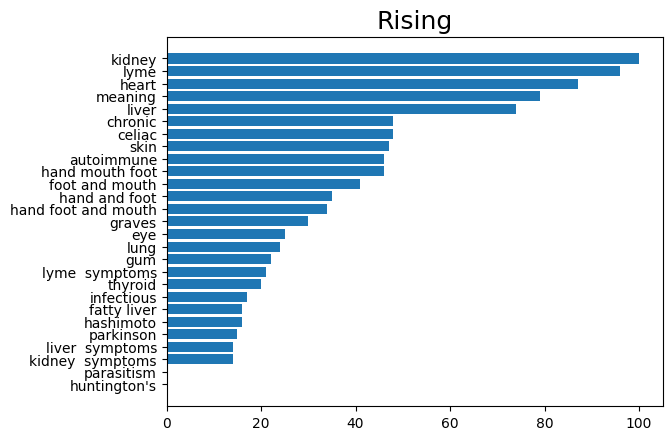 Rising
kidney
lyme
heart
meaning
liver
chronic
celiac
skin
autoimmune
hand mouth foot
foot and mouth
hand and foot
hand foot and mouth
graves
eye
lung
gum
lyme  symptoms
thyroid
infectious
fatty liver
hashimoto
parkinson
liver  symptoms
kidney  symptoms
parasitism
huntington's
0 20 40 60 80 100